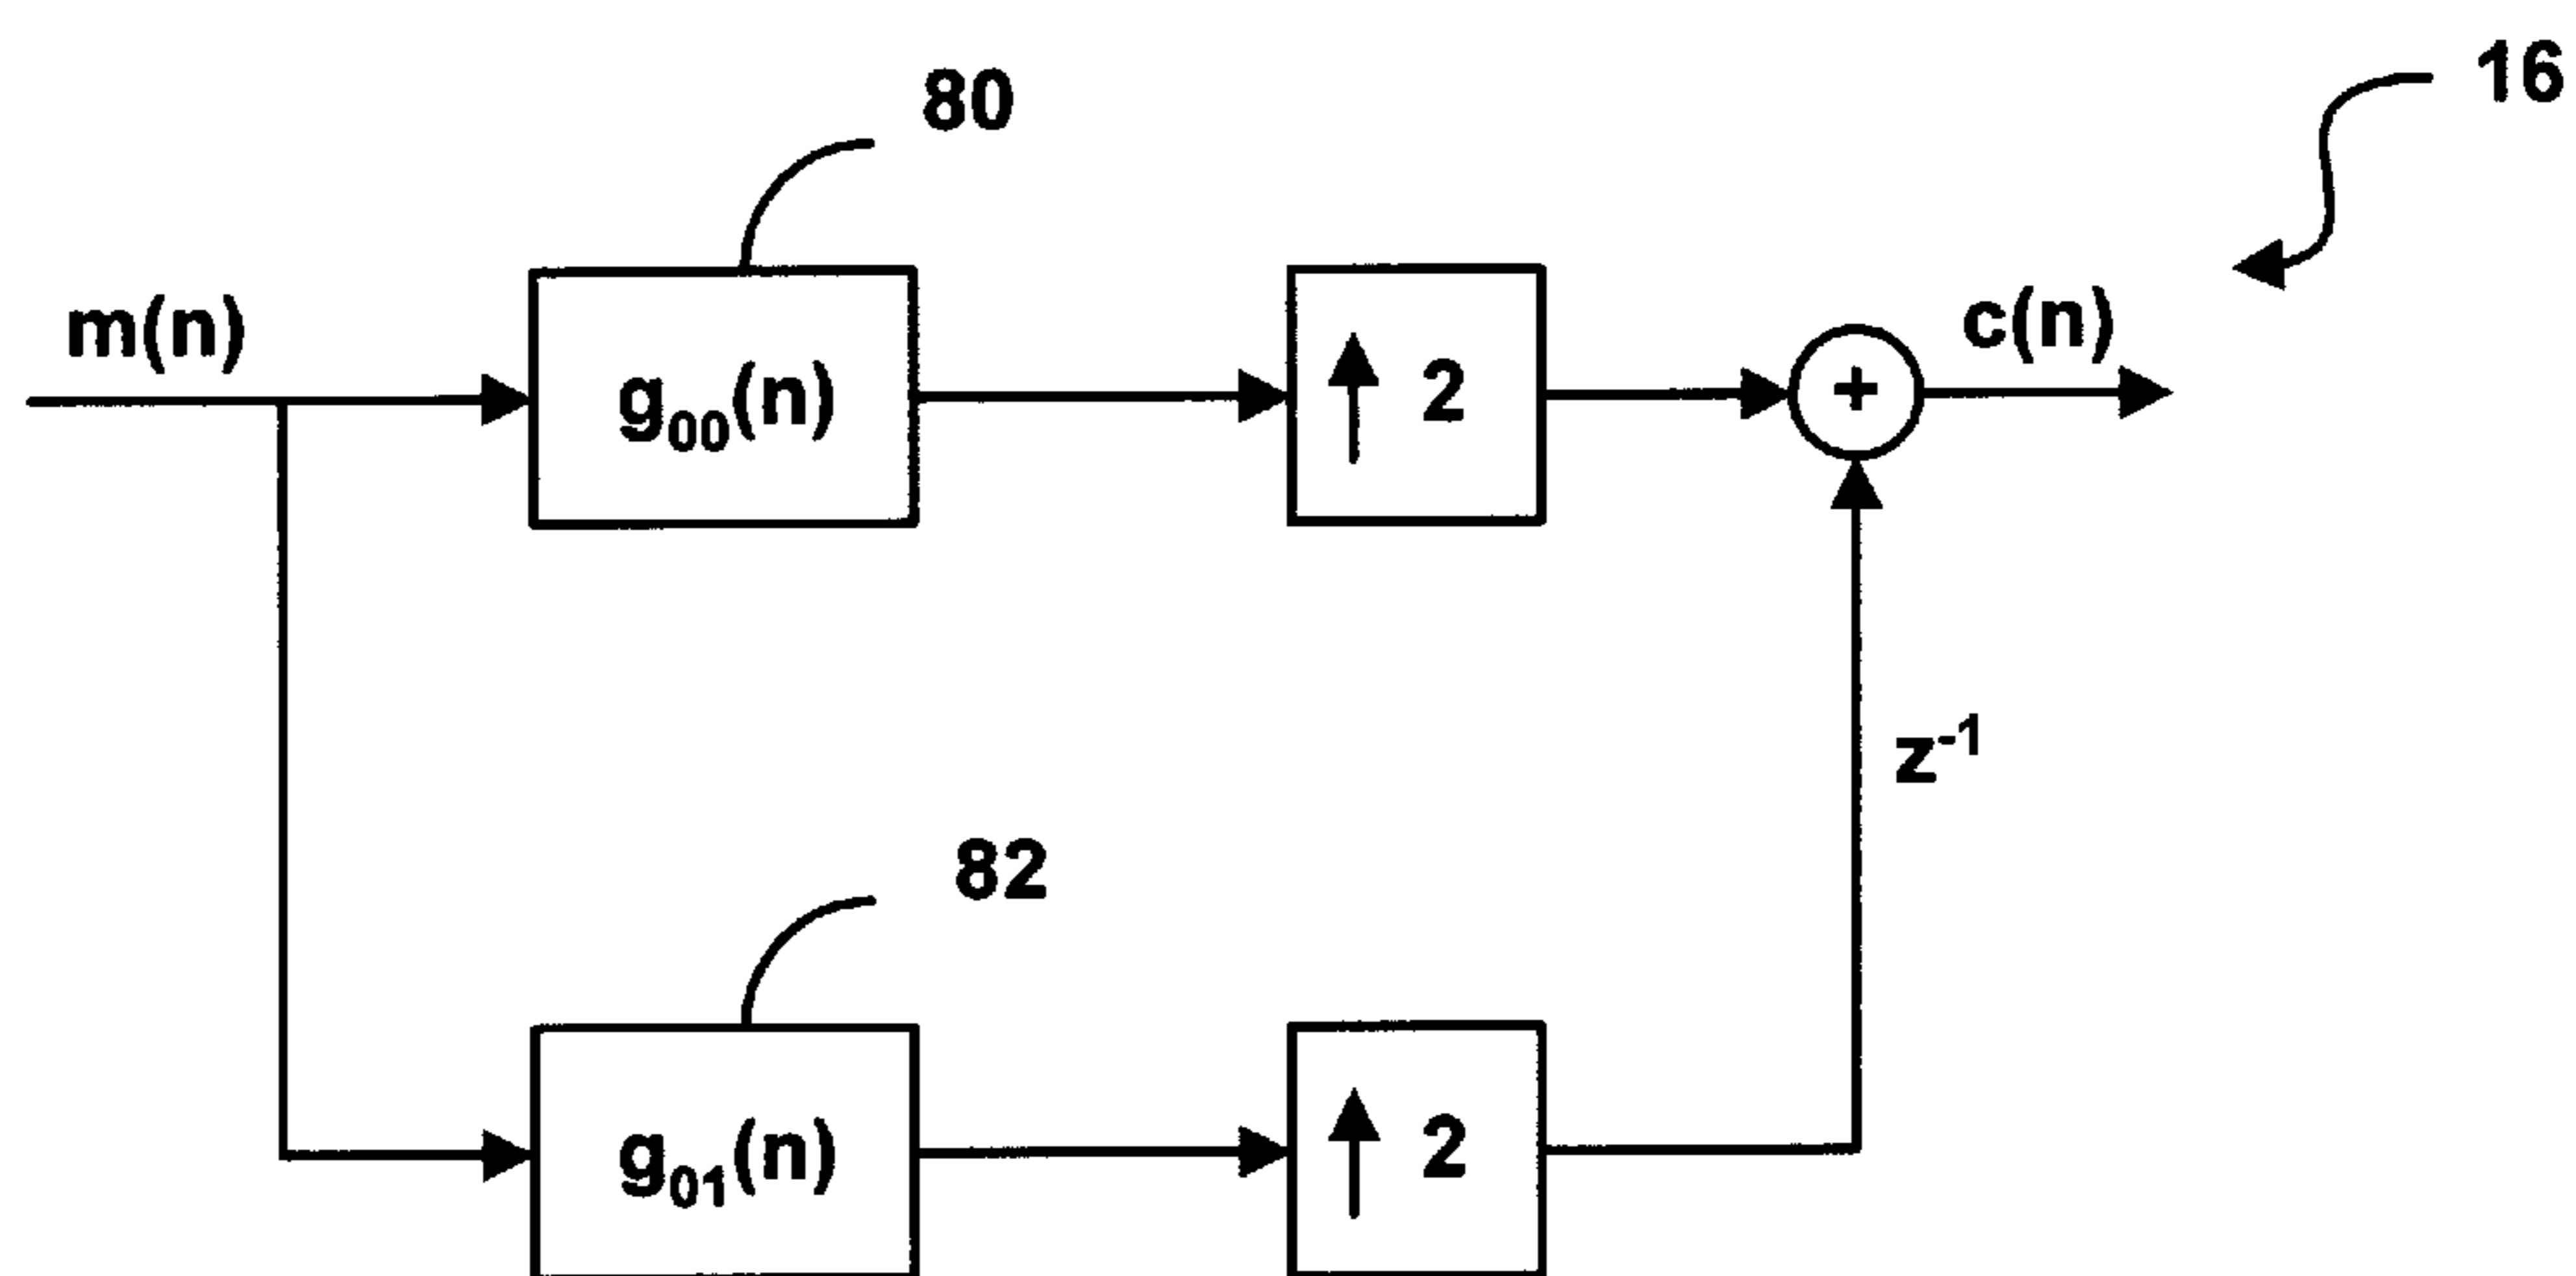 16
80
m(n)
g₀₀(n)
↑ 2
+
c(n)
z⁻¹
82
g₀₁(n)
↑ 2